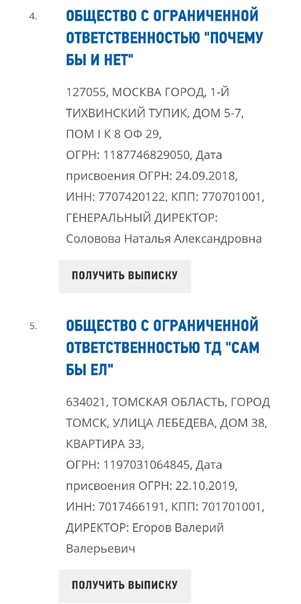 4.
ОБЩЕСТВО С ОГРАНИЧЕННОЙ
ОТВЕТСТВЕННОСТЬЮ "ПОЧЕМУ
БЫ И НЕТ"
127055, МОСКВА ГОРОД, 1-Й
ТИХВИНСКИЙ ТУПИК, ДОМ 5-7,
ПОМ I К 8 ОФ 29,
ОГРН: 1187746829050, Дата
присвоения ОГРН: 24.09.2018,
ИНН: 7707420122, КПП: 770701001,
ГЕНЕРАЛЬНЫЙ ДИРЕКТОР:
Соловова Наталья Александровна
ПОЛУЧИТЬ ВЫПИСКУ
5.
ОБЩЕСТВО С ОГРАНИЧЕННОЙ
ОТВЕТСТВЕННОСТЬЮ ТД "САМ
БЫ ЕЛ"
634021, ТОМСКАЯ ОБЛАСТЬ, ГОРОД
ТОМСК, УЛИЦА ЛЕБЕДЕВА, ДОМ 38,
КВАРТИРА 33,
ОГРН: 1197031064845, Дата
присвоения ОГРН: 22.10.2019,
ИНН: 7017466191, КПП: 701701001,
ДИРЕКТОР: Егоров Валерий
Валерьевич
ПОЛУЧИТЬ ВЫПИСКУ